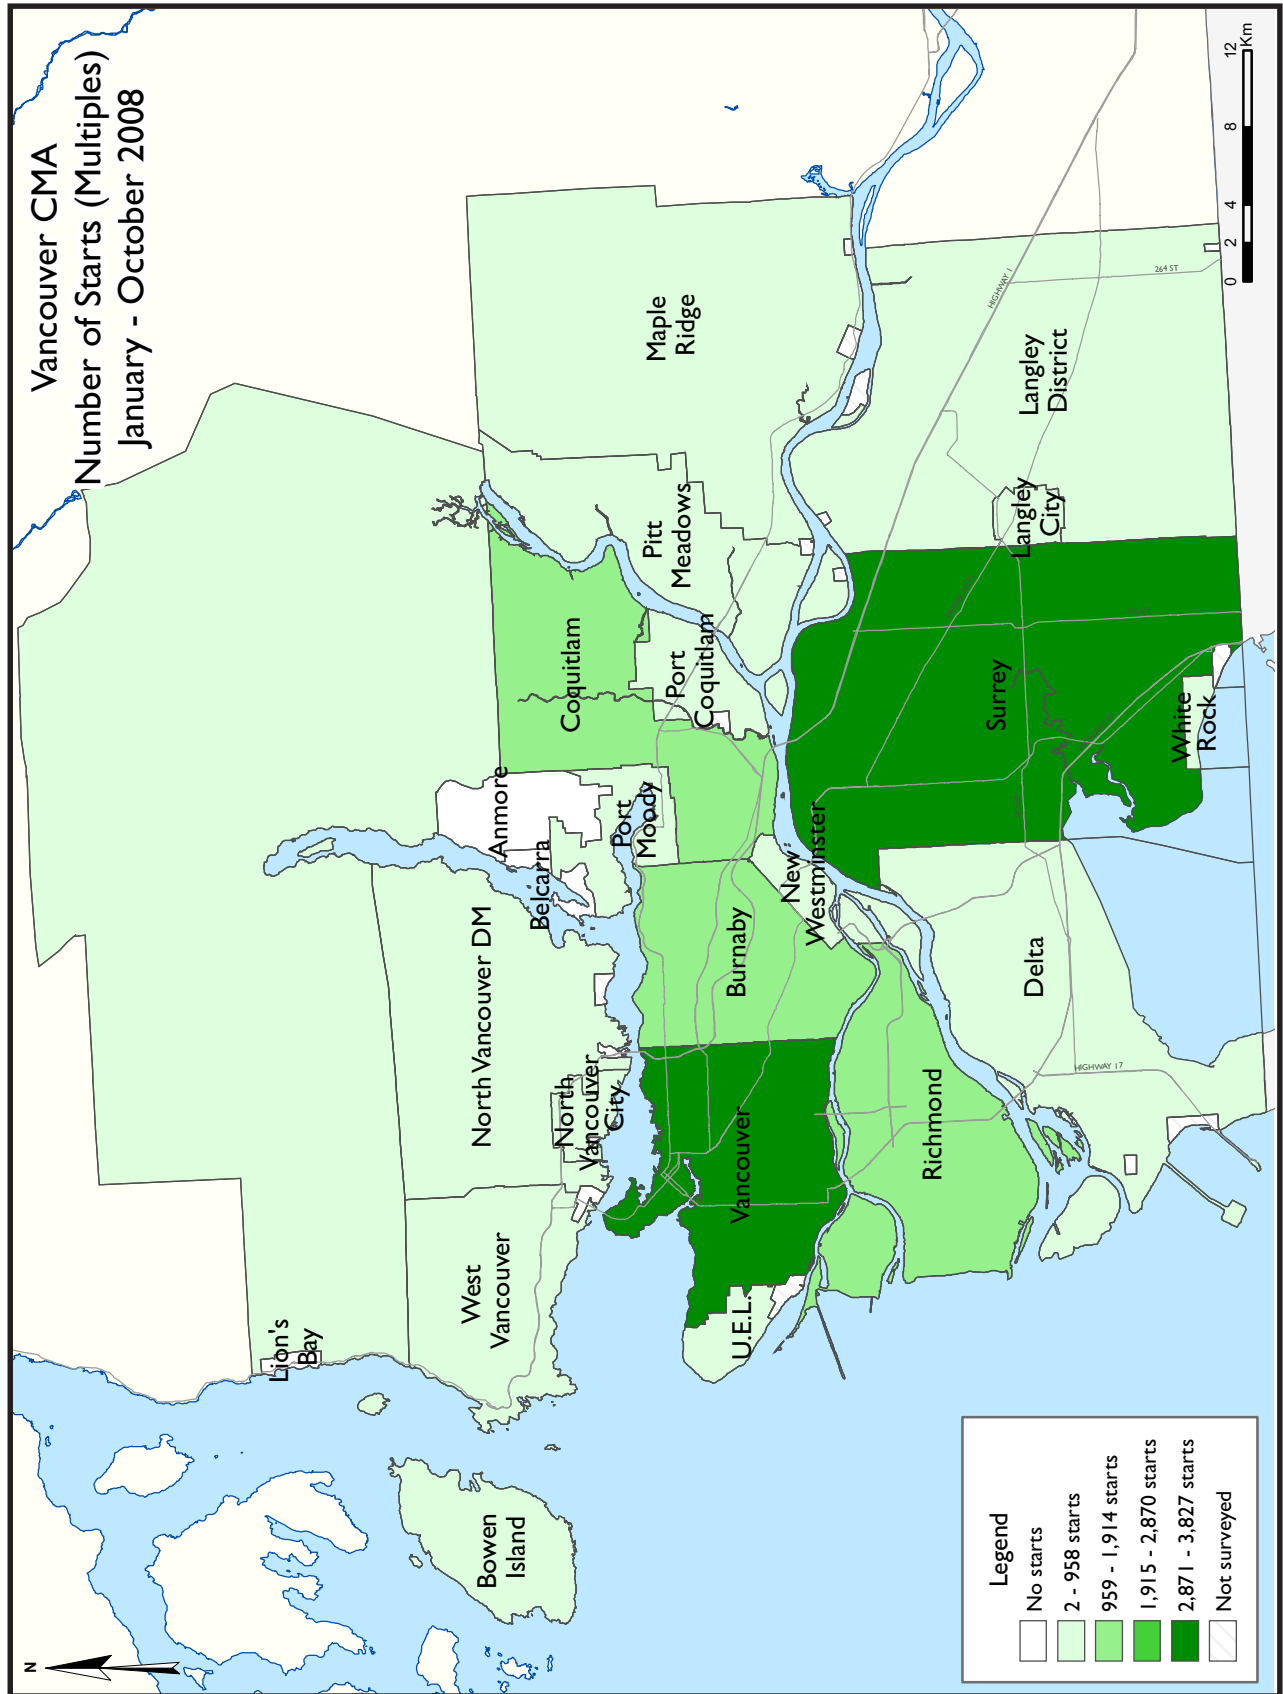 Vancouver CMA
Number of Starts (Multiples)
January - October 2008
N
Lion's
Bay
Bowen
Island
West
Vancouver
North Vancouver DM
North
Vancouver
City
Belcarra
Anmore
Port
Moody
Coquitlam
Port
Coquitlam
Pitt
Meadows
Maple
Ridge
U.E.L.
Vancouver
Burnaby
New
Westminster
Richmond
Delta
Surrey
White
Rock
Langley
City
Langley
District
HIGHWAY 1
264 ST
HIGHWAY 17
Legend
No starts
2 - 958 starts
959 - 1,914 starts
1,915 - 2,870 starts
2,871 - 3,827 starts
Not surveyed
0 2 4 8 12
Km